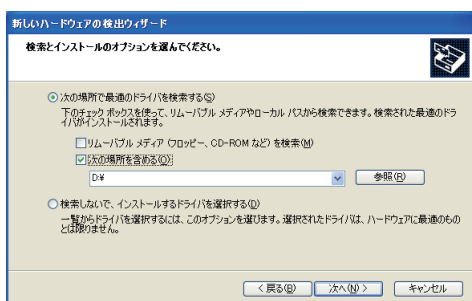 新しいハードウェアの検出ウィザード
検索とインストールのオプションを選んでください。
次の場所で最適のドライバを検索する(S)
下のチェック ボックスを使って、リムーバブル メディアやローカル パスから検索できます。検索された最適のドラ
イバがインストールされます。
リムーバブル メディア (フロッピー、CD-ROM など) を検索(M)
次の場所を含める(O):
D:¥
参照(R)
検索しないで、インストールするドライバを選択する(D)
一覧からドライバを選択するには、このオプションを選びます。選択されたドライバは、ハードウェアに最適のもの
とは限りません。
< 戻る(B)
次へ(N) >
キャンセル